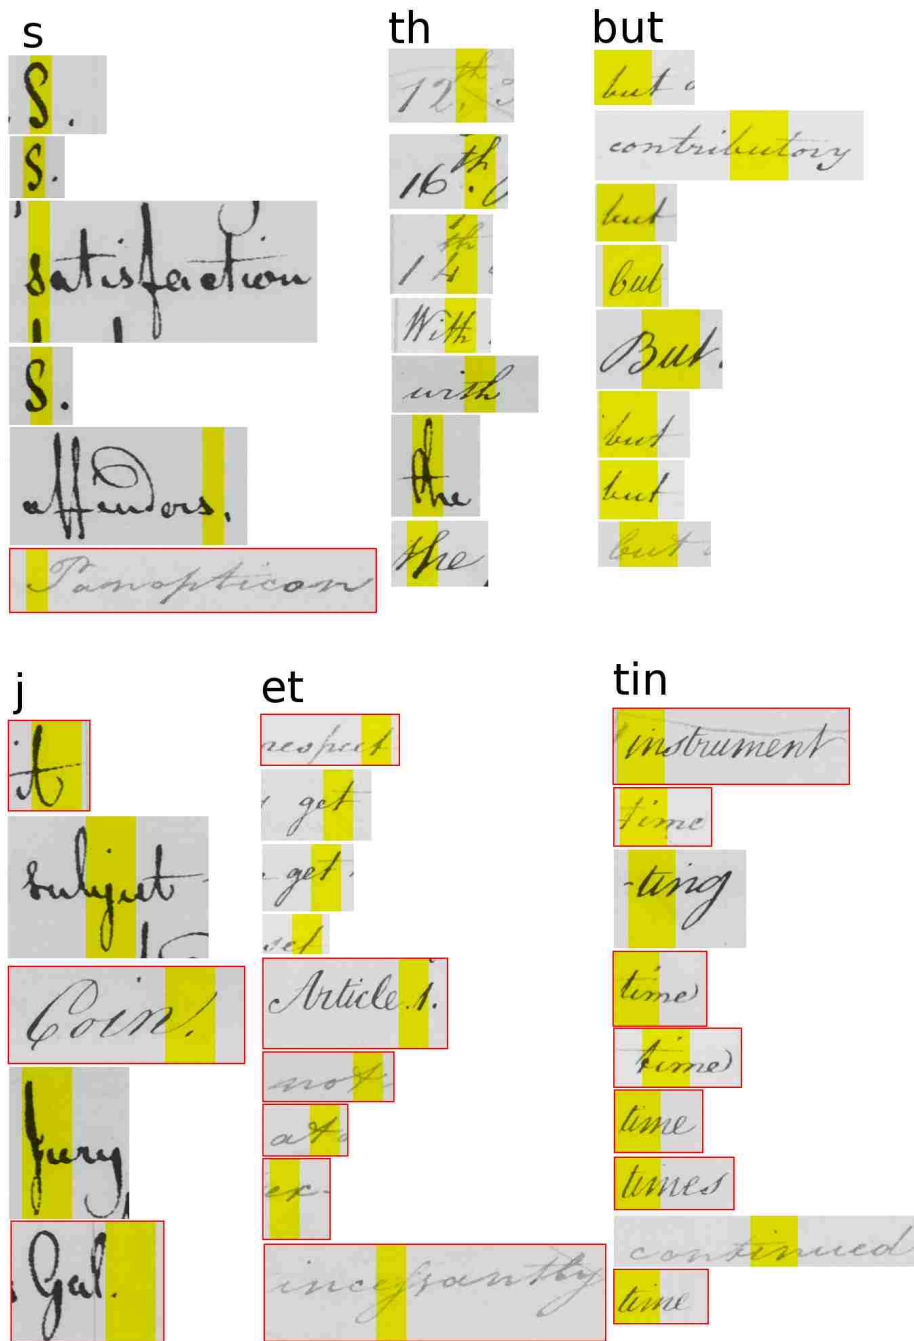 s
S.
S.
satisfaction
S.
offenders.
Panopticon
th
12th
16th.
14th
With
with
the
the
but
but
contributory
but
but
But.
but
but
but
j
it
subject
Coin.
Jury
Gal.
et
respect
get
get
set
Article.1.
not
at
ex-
incessantly
tin
instrument
time
-ting
time
time
time
times
continued
time